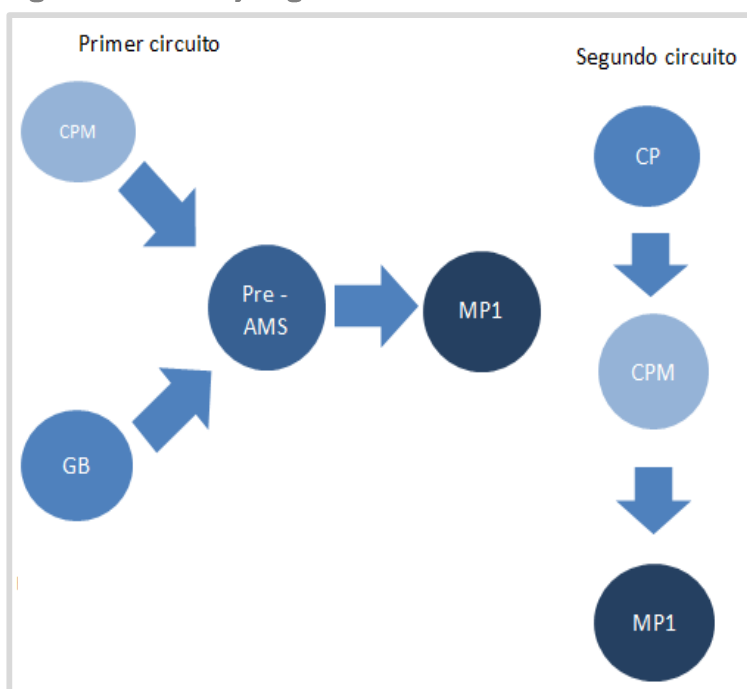 Primer circuito
CPM
GB
Pre -
AMS
MP1
Segundo circuito
CP
CPM
MP1